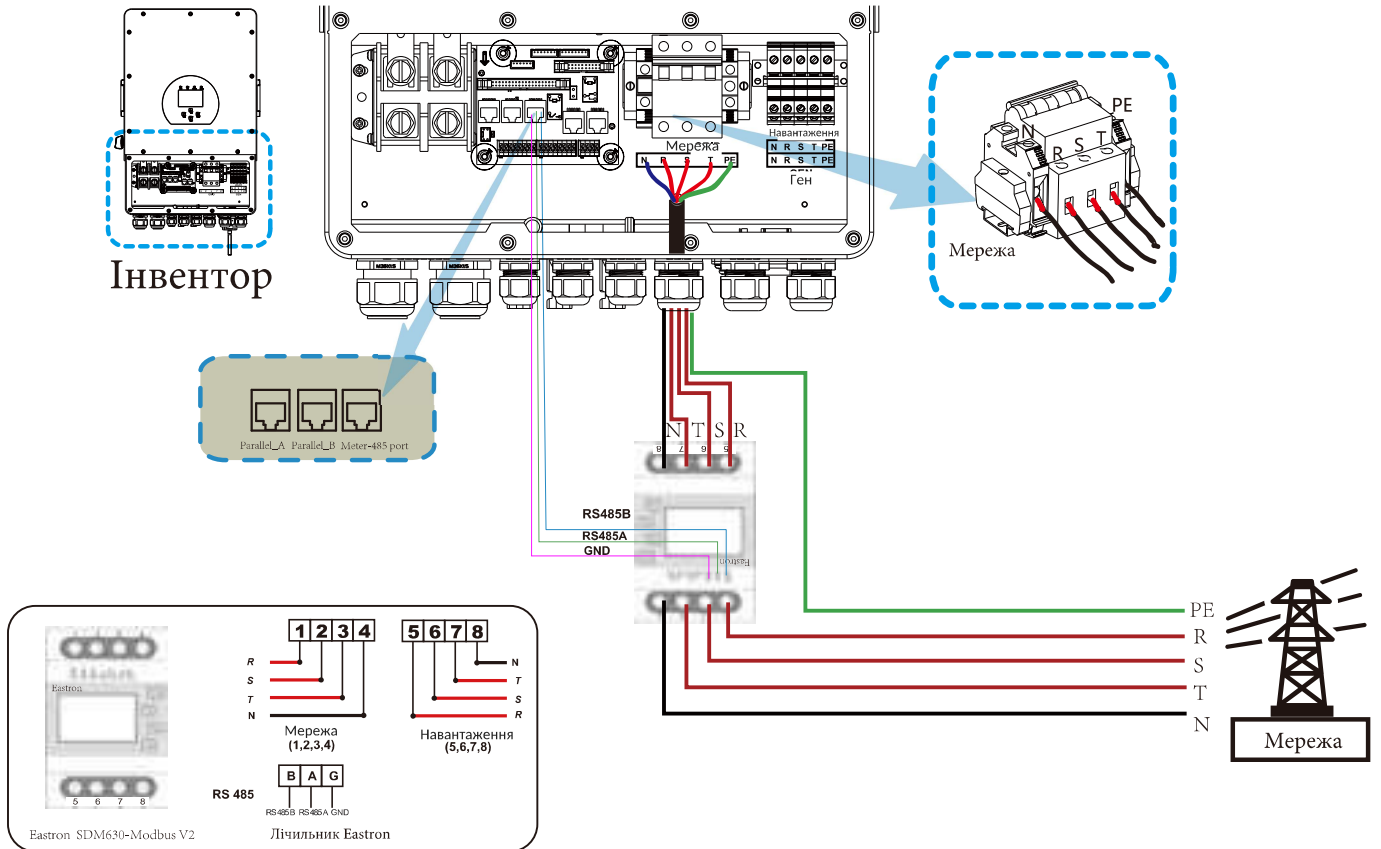 Інвентор
Мережа
N R S T PE
Навантаження
N R S T PE
N R S T PE
Ген
PE
N
R S T
Мережа
Parallel_A Parallel_B Meter-485 port
N T S R
8 7 6 5
RS485B
RS485A
GND
Eastron
PE
R
S
T
N
Мережа
Eastron
5 6 7 8
Eastron SDM630-Modbus V2
1 2 3 4
R
S
T
N
Мережа
(1,2,3,4)
5 6 7 8
N
T
S
R
Навантаження
(5,6,7,8)
RS 485
B A G
RS485B RS485A GND
Лічильник Eastron